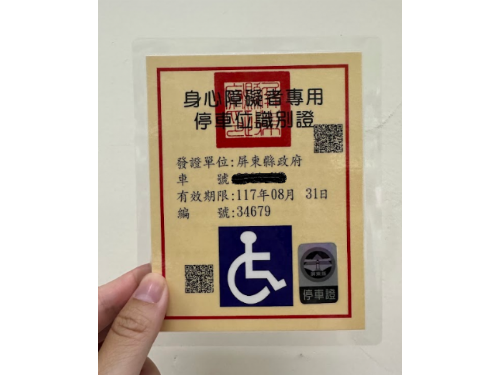 身心障礙者專用
停車位識別證
發證單位:屏東縣政府
車 號
有效期限:117年08月 31日
編 號:34679
停車證